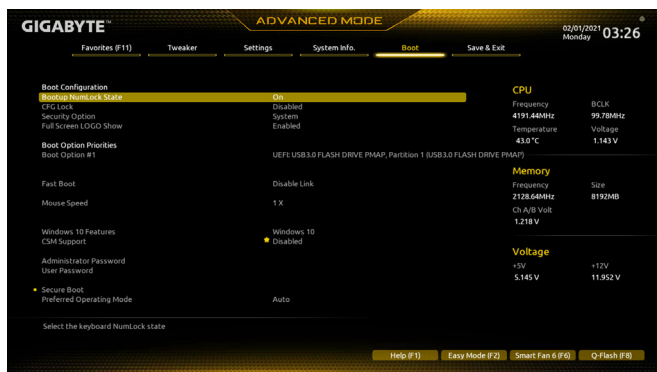 GIGABYTE™
ADVANCED MODE
02/01/2021
Monday
03:26
Favorites (F11) Tweaker Settings System Info. Boot Save & Exit
Boot Configuration
Bootup NumLock State On
CFG Lock Disabled
Security Option System
Full Screen LOGO Show Enabled
Boot Option Priorities
Boot Option #1 UEFI: USB3.0 FLASH DRIVE PMAP, Partition 1 (USB3.0 FLASH DRIVE PMAP)
Fast Boot Disable Link
Mouse Speed 1 X
Windows 10 Features Windows 10
CSM Support Disabled
Administrator Password
User Password
Secure Boot
Preferred Operating Mode Auto
Select the keyboard NumLock state
CPU
Frequency BCLK
4191.44MHz 99.78MHz
Temperature Voltage
43.0 °C 1.143 V
Memory
Frequency Size
2128.64MHz 8192MB
Ch A/B Volt
1.218 V
Voltage
+5V +12V
5.145 V 11.952 V
Help (F1) Easy Mode (F2) Smart Fan 6 (F6) Q-Flash (F8)